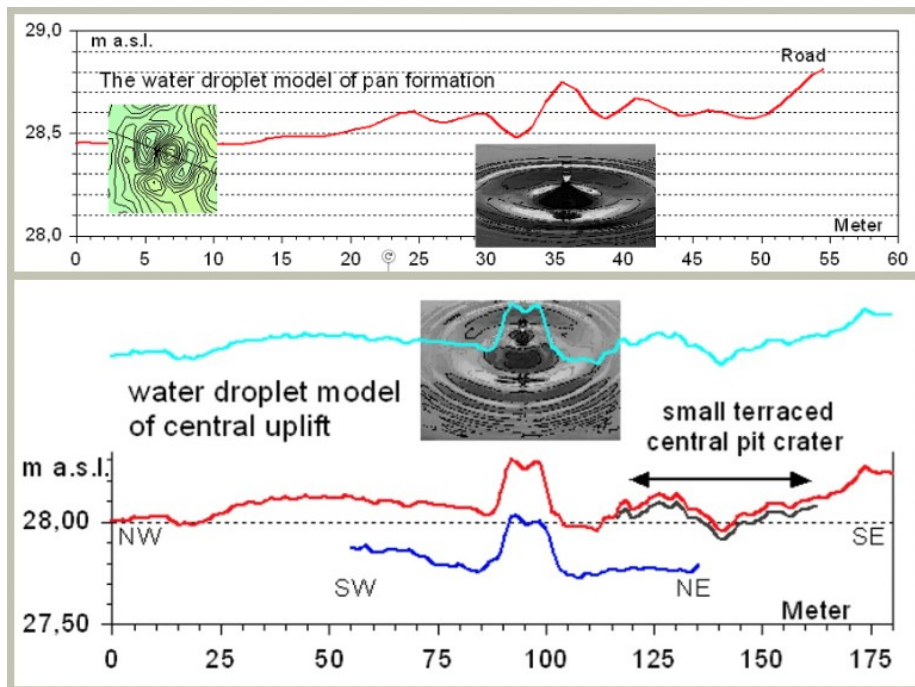 29,0
m a.s.l.
Road
The water droplet model of pan formation
28,5
Meter
28,0
0 5 10 15 20 25 30 35 40 45 50 55 60
water droplet model
of central uplift
small terraced
central pit crater
m a.s.l.
28,00
NW
SE
SW
NE
Meter
27,50
0 25 50 75 100 125 150 175